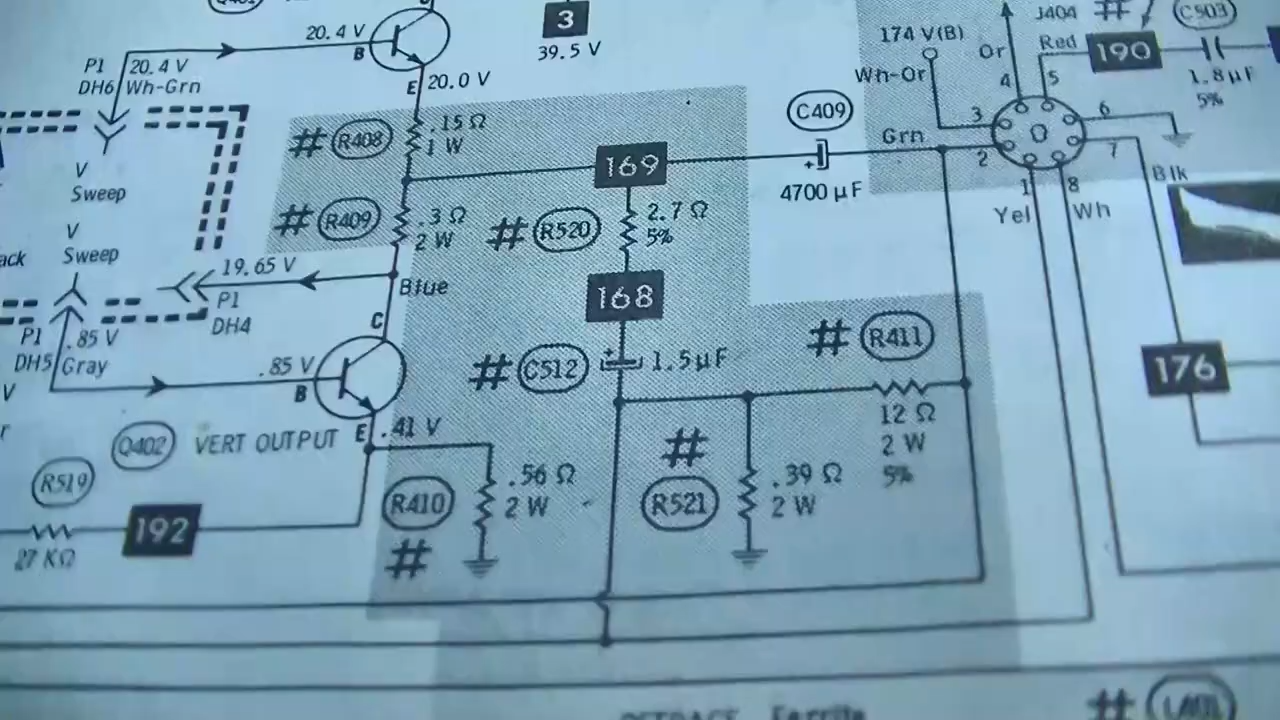 20.4 V
B
E
20.0 V
3
39.5 V
174 V(B)
Wh-Or
Or
J404
#
C503
Red
190
1.8 µF
5%
P1
DH6
20.4 V
Wh-Grn
V
Sweep
V
Sweep
ack
#
R408
.15 Ω
1 W
#
R409
.3 Ω
2 W
169
#
R520
2.7 Ω
5%
168
C409
+
4700 µF
Grn
1
2
3
4
5
6
7
8
Yel
Wh
Blk
19.65 V
P1
DH4
Blue
P1
DH5
.85 V
Gray
V
.85 V
B
C
E
.41 V
Q402
VERT OUTPUT
#
C512
+
1.5 µF
#
R411
12 Ω
2 W
5%
176
R519
27 KΩ
192
R410
#
.56 Ω
2 W
#
R521
.39 Ω
2 W
Ferrite
#